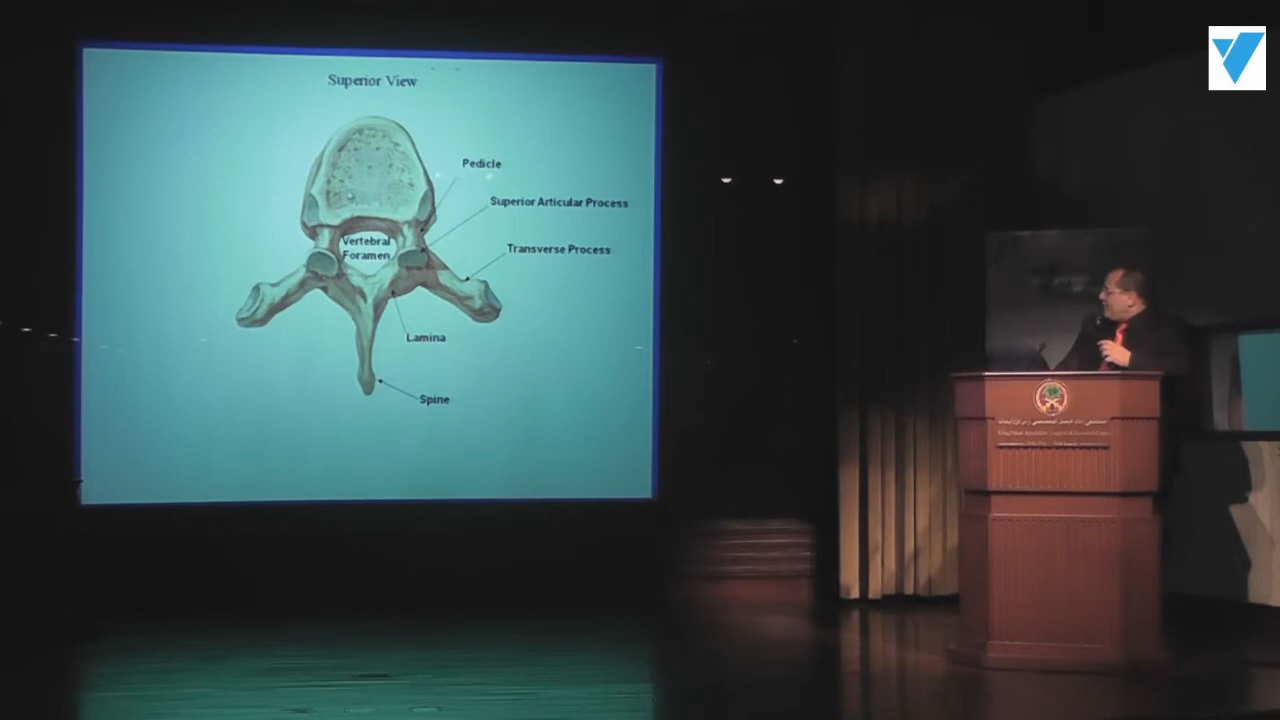 Superior View
Pedicle
Superior Articular Process
Transverse Process
Vertebral
Foramen
Lamina
Spine